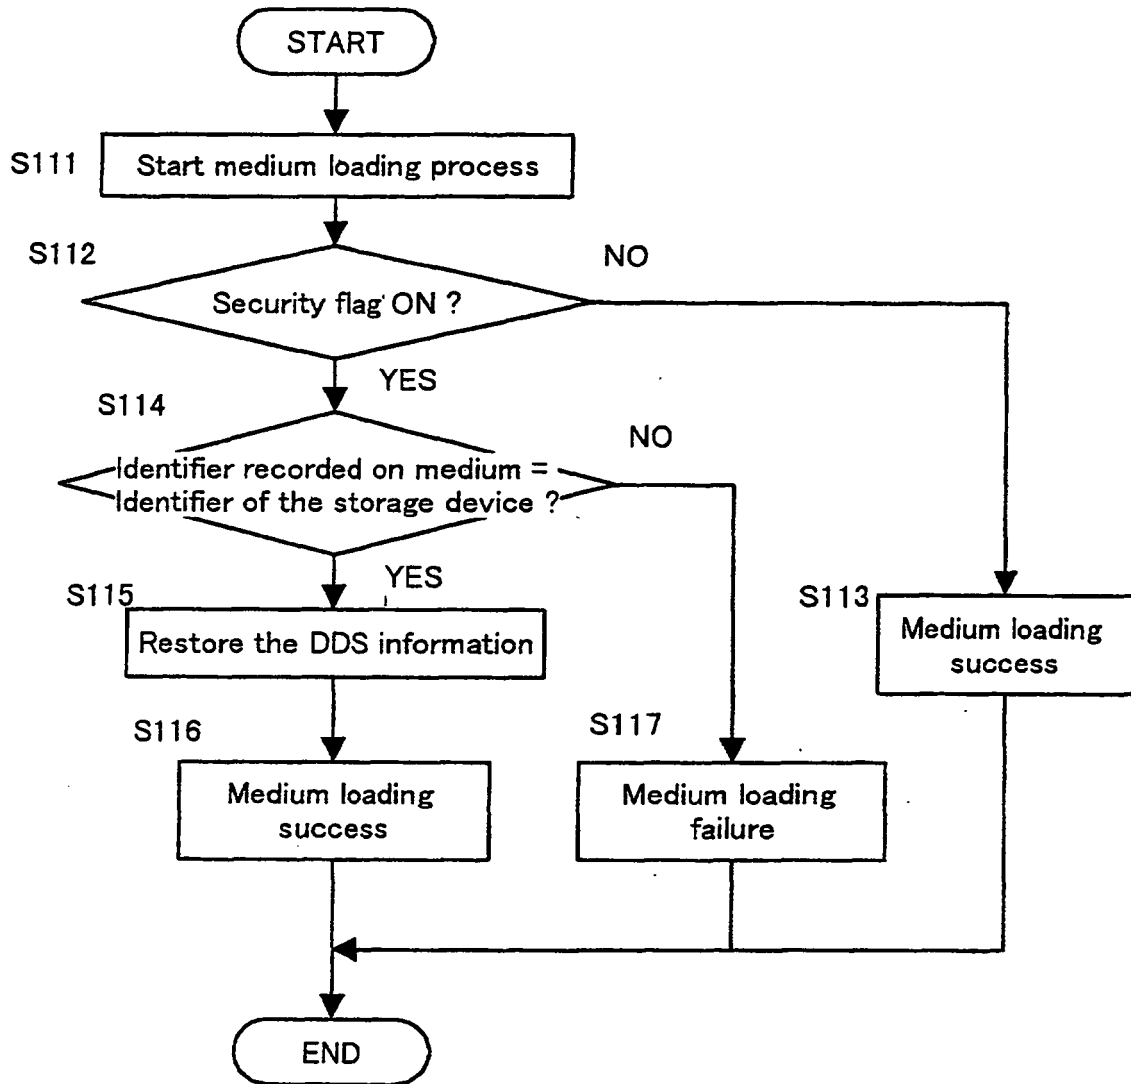 START
S111
Start medium loading process
S112
NO
Security flag ON ?
YES
S114
NO
Identifier recorded on medium =
Identifier of the storage device ?
YES
S115
S113
Restore the DDS information
Medium loading
success
S116
S117
Medium loading
success
Medium loading
failure
END